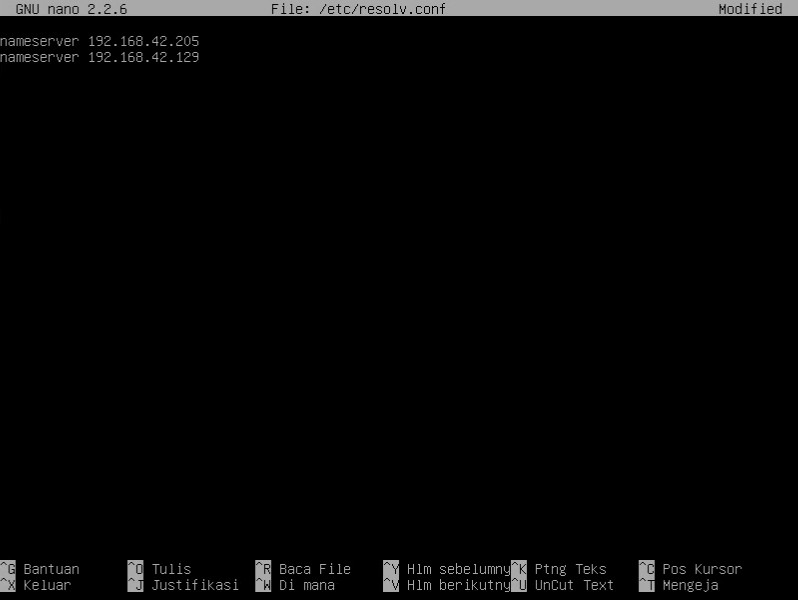 GNU nano 2.2.6 File: /etc/resolv.conf Modified
nameserver 192.168.42.205
nameserver 192.168.42.129
^G Bantuan ^O Tulis ^R Baca File ^Y Hlm sebelumny ^K Ptng Teks ^C Pos Kursor
^X Keluar ^J Justifikasi ^W Di mana ^V Hlm berikutny ^U UnCut Text ^T Mengeja